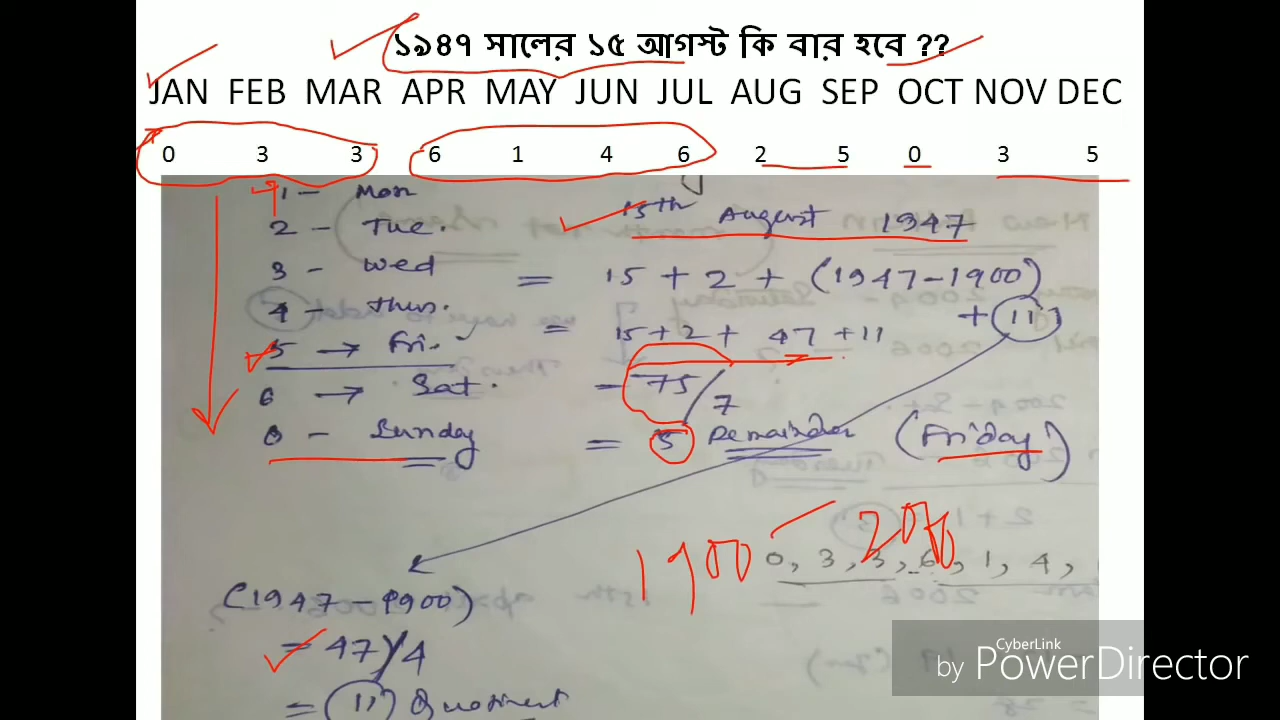 ১৯৪৭ সালের ১৫ আগস্ট কি বার হবে ??
JAN FEB MAR APR MAY JUN JUL AUG SEP OCT NOV DEC
0 3 3 6 1 4 6 2 5 0 3 5
1 - Mon
2 - Tue.
3 - Wed
4 - Thus.
5 → Fri.
6 → Sat.
0 - Sunday
15th August 1947
= 15 + 2 + (1947-1900) + 11
= 15+2+ 47 +11
= 75/7
= 5 Remainder (Friday)
1900 200
0, 3, 3, 6, 1, 4,
(1947-1900)
= 47/4
= 11 Quotient
CyberLink
by PowerDirector